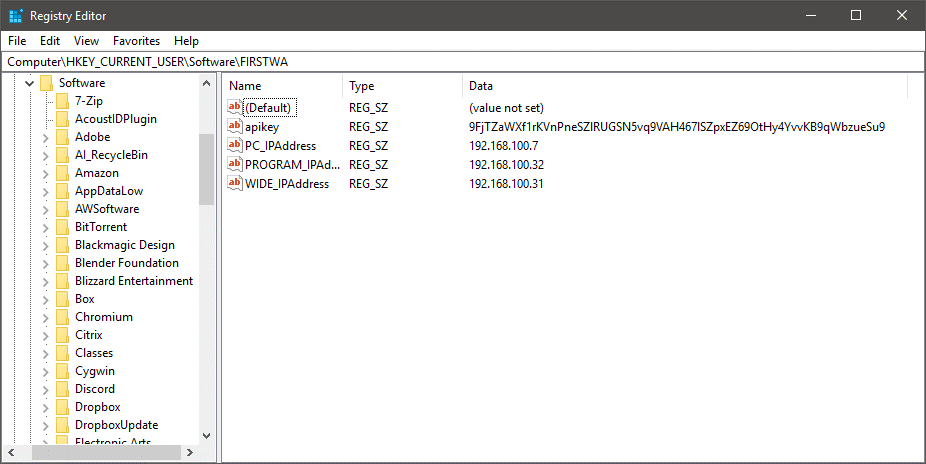 Registry Editor
File Edit View Favorites Help
Computer\HKEY_CURRENT_USER\Software\FIRSTWA
Software
7-Zip
AcoustIDPlugin
Adobe
AI_RecycleBin
Amazon
AppDataLow
AWSoftware
BitTorrent
Blackmagic Design
Blender Foundation
Blizzard Entertainment
Box
Chromium
Citrix
Classes
Cygwin
Discord
Dropbox
DropboxUpdate
Electronic Arts
Name Type Data
(Default) REG_SZ (value not set)
apikey REG_SZ 9FjTZaWXf1rKVnPneSZIRUGSN5vq9VAH467ISZpxEZ69OtHy4YvvKB9qWbzueSu9
PC_IPAddress REG_SZ 192.168.100.7
PROGRAM_IPAd... REG_SZ 192.168.100.32
WIDE_IPAddress REG_SZ 192.168.100.31